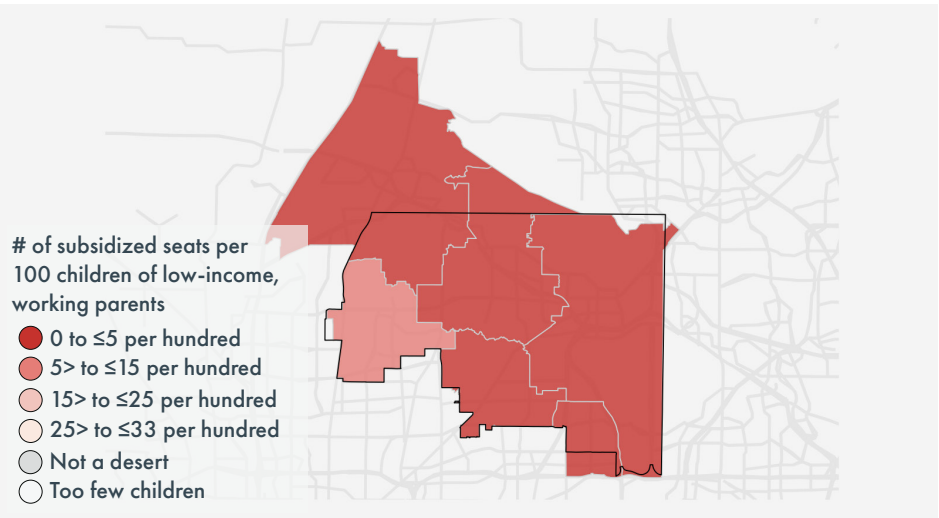 # of subsidized seats per
100 children of low-income,
working parents
0 to ≤5 per hundred
5> to ≤15 per hundred
15> to ≤25 per hundred
25> to ≤33 per hundred
Not a desert
Too few children